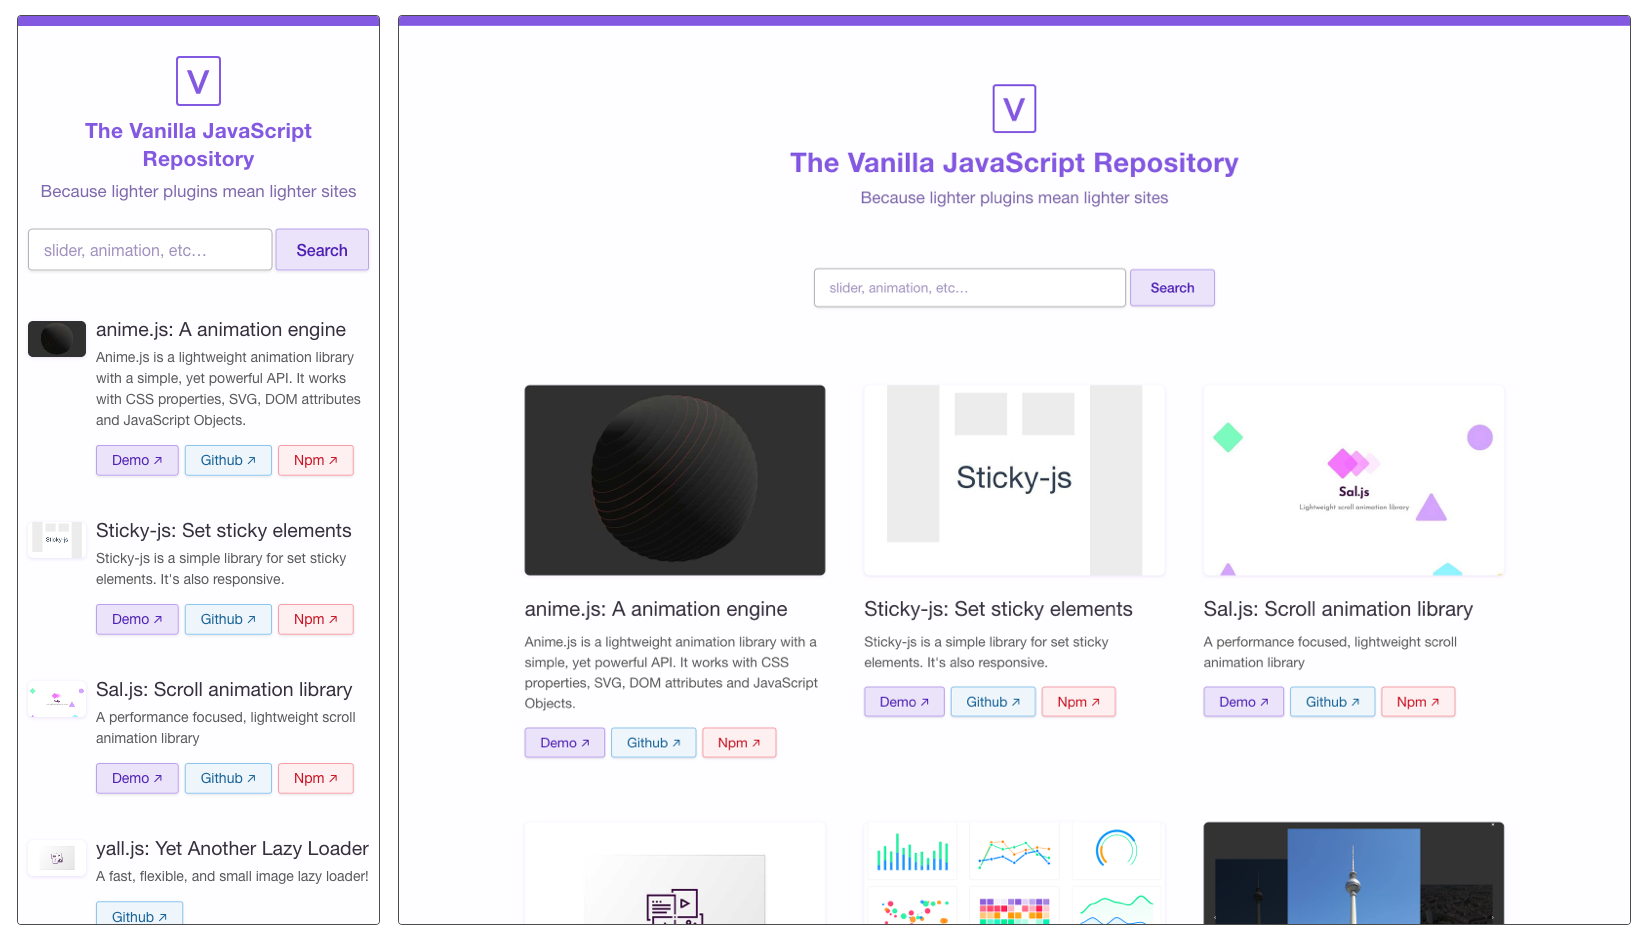 V
The Vanilla JavaScript
Repository
Because lighter plugins mean lighter sites
slider, animation, etc...
Search
anime.js: A animation engine
Anime.js is a lightweight animation library
with a simple, yet powerful API. It works
with CSS properties, SVG, DOM attributes
and JavaScript Objects.
Demo ↗ Github ↗ Npm ↗
Sticky-js
Sticky-js: Set sticky elements
Sticky-js is a simple library for set sticky
elements. It's also responsive.
Demo ↗ Github ↗ Npm ↗
Sal.js: Scroll animation library
A performance focused, lightweight scroll
animation library
Demo ↗ Github ↗ Npm ↗
yall.js: Yet Another Lazy Loader
A fast, flexible, and small image lazy loader!
Github ↗
V
The Vanilla JavaScript Repository
Because lighter plugins mean lighter sites
slider, animation, etc...
Search
anime.js: A animation engine
Anime.js is a lightweight animation library with a
simple, yet powerful API. It works with CSS
properties, SVG, DOM attributes and JavaScript
Objects.
Demo ↗ Github ↗ Npm ↗
Sticky-js
Sticky-js: Set sticky elements
Sticky-js is a simple library for set sticky
elements. It's also responsive.
Demo ↗ Github ↗ Npm ↗
Sal.js
Lightweight scroll animation library
Sal.js: Scroll animation library
A performance focused, lightweight scroll
animation library
Demo ↗ Github ↗ Npm ↗